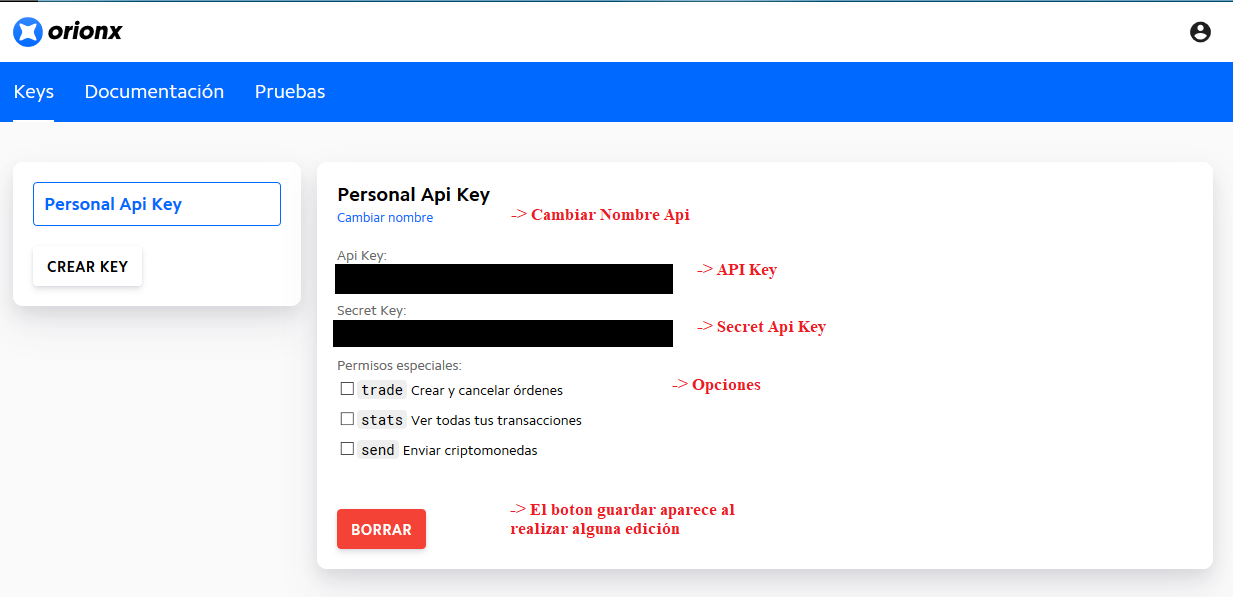 orionx
Keys Documentación Pruebas
Personal Api Key
CREAR KEY
Personal Api Key
Cambiar nombre
-> Cambiar Nombre Api
Api Key:
-> API Key
Secret Key:
-> Secret Api Key
Permisos especiales:
-> Opciones
trade Crear y cancelar órdenes
stats Ver todas tus transacciones
send Enviar criptomonedas
BORRAR
-> El boton guardar aparece al
realizar alguna edición